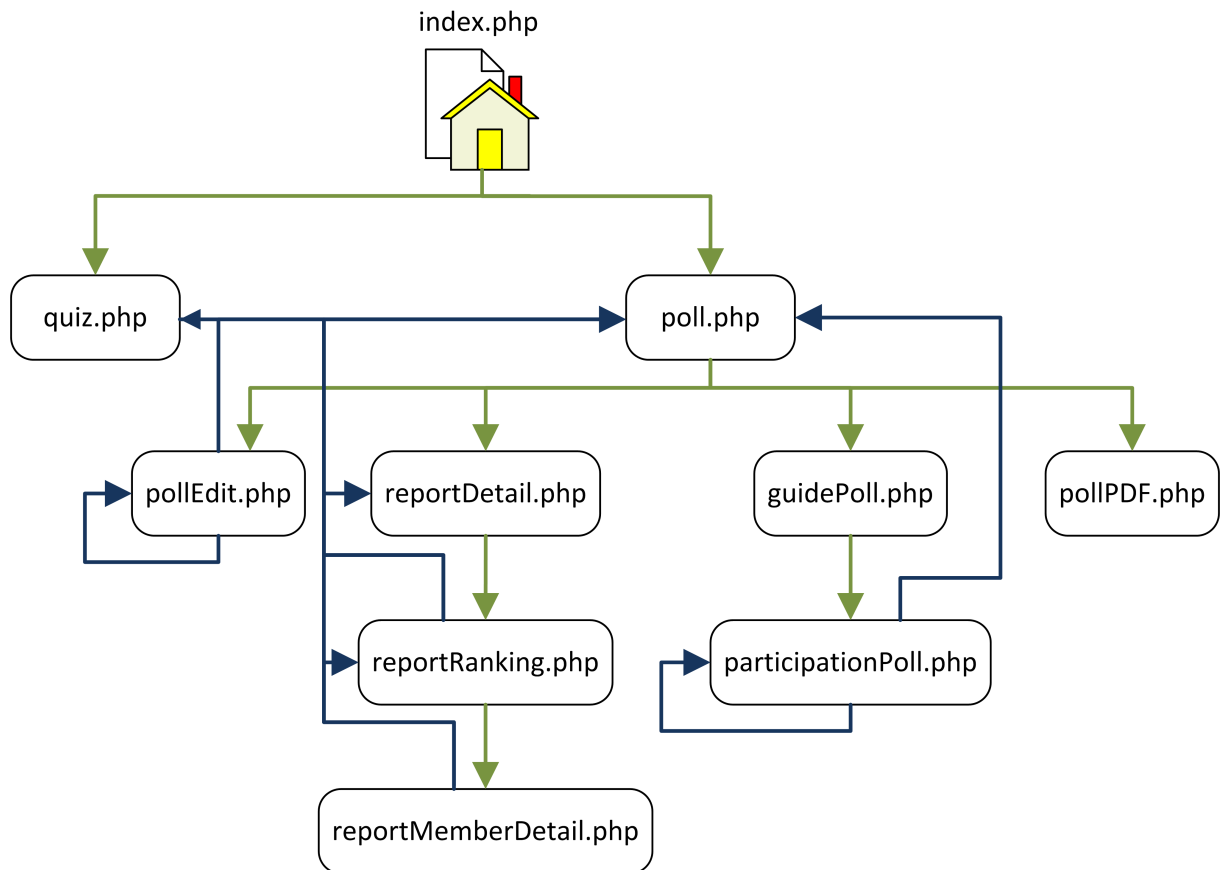 index.php
quiz.php
poll.php
pollEdit.php
reportDetail.php
guidePoll.php
pollPDF.php
reportRanking.php
participationPoll.php
reportMemberDetail.php